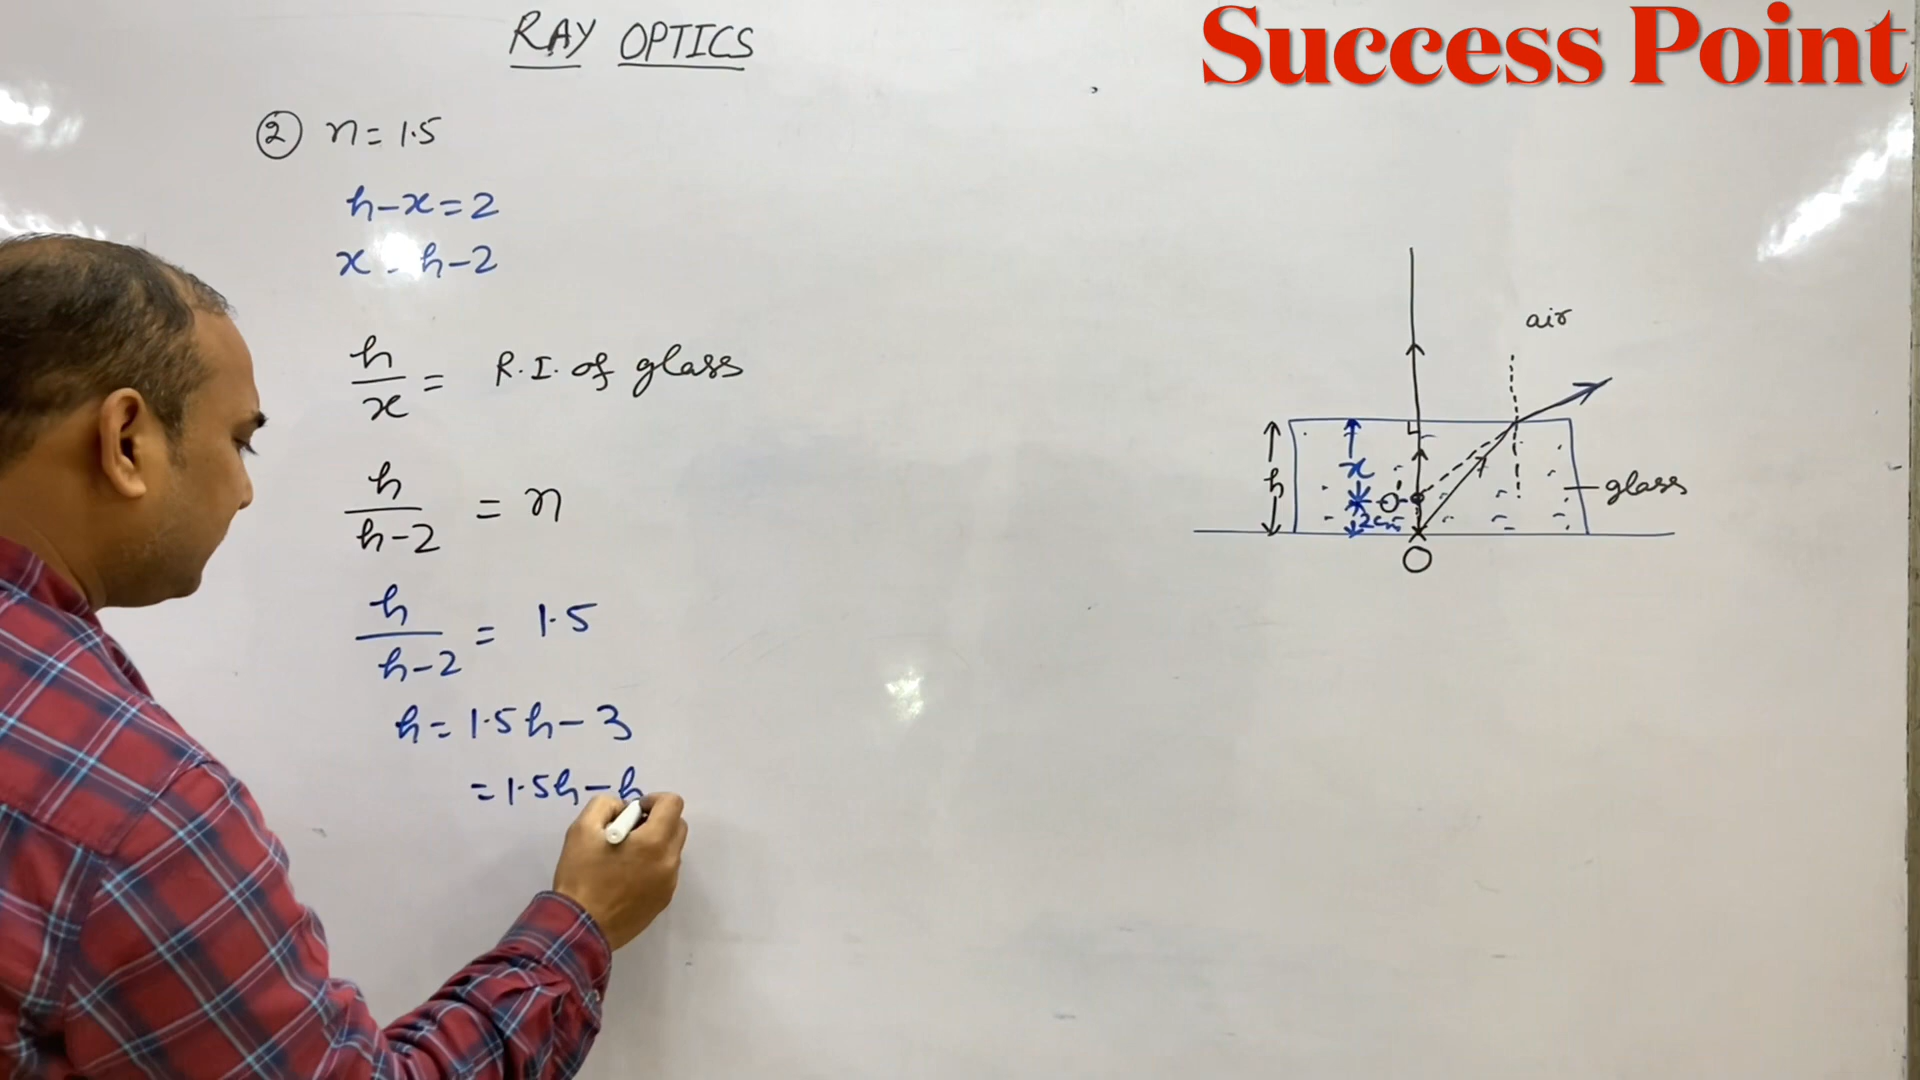 RAY OPTICS
Success Point
② n = 1.5
h - x = 2
x = h - 2
h
x
= R.I. of glass
h
h - 2
= n
h
h - 2
= 1.5
h = 1.5h - 3
= 1.5h - h
air
h
x
O'
2cm
glass
O